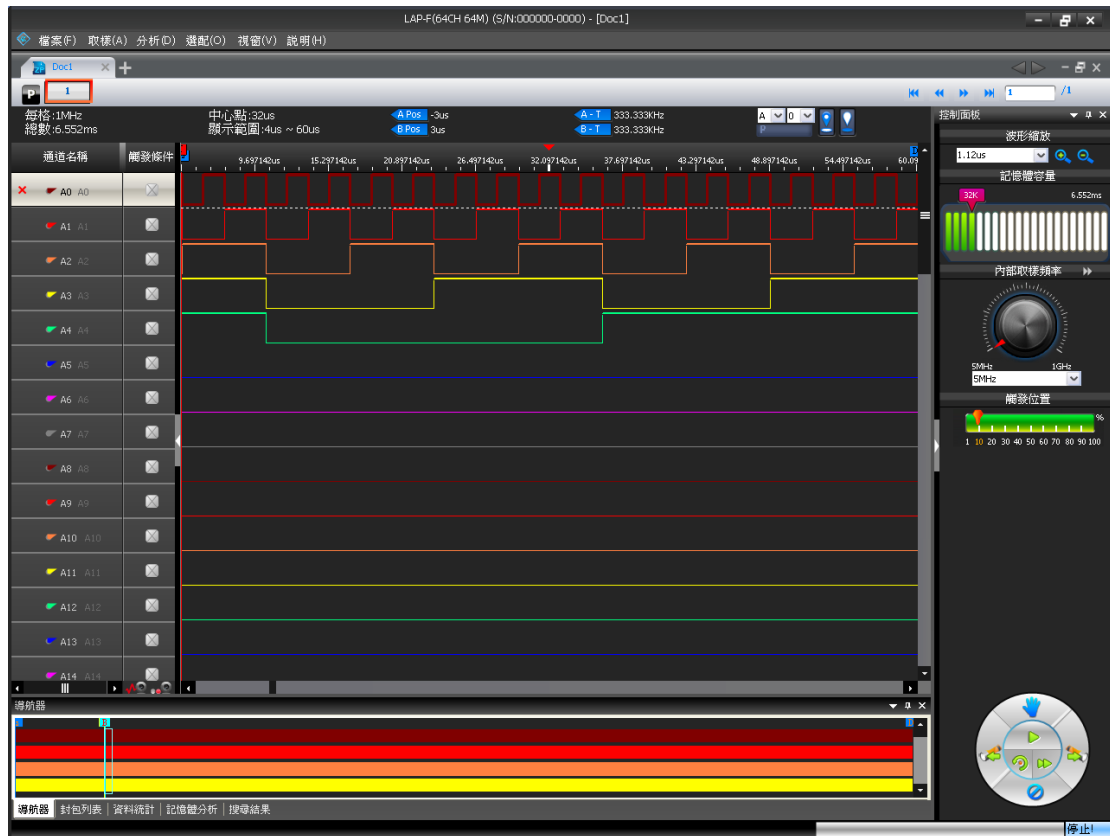 LAP-F(64CH 64M) (S/N:000000-0000) - [Doc1]
檔案(F) 取樣(A) 分析(D) 選配(O) 視窗(V) 說明(H)
Doc1
P 1
1 /1
每格:1MHz 中心點:32us A Pos -3us A - T 333.333KHz A 0
總數:6.552ms 顯示範圍:4us ~ 60us B Pos 3us B - T 333.333KHz P
控制面板
通道名稱 觸發條件
9.697142us 15.297142us 20.897142us 26.497142us 32.097142us 37.697142us 43.297142us 48.897142us 54.497142us 60.09
A0 A0
A1 A1
A2 A2
A3 A3
A4 A4
A5 A5
A6 A6
A7 A7
A8 A8
A9 A9
A10 A10
A11 A11
A12 A12
A13 A13
A14 A14
波形縮放
1.12us
記憶體容量
32K 6.552ms
內部取樣頻率
5MHz 1GHz
5MHz
觸發位置
%
1 10 20 30 40 50 60 70 80 90 100
導航器
導航器 封包列表 資料統計 記憶體分析 搜尋結果
停止!